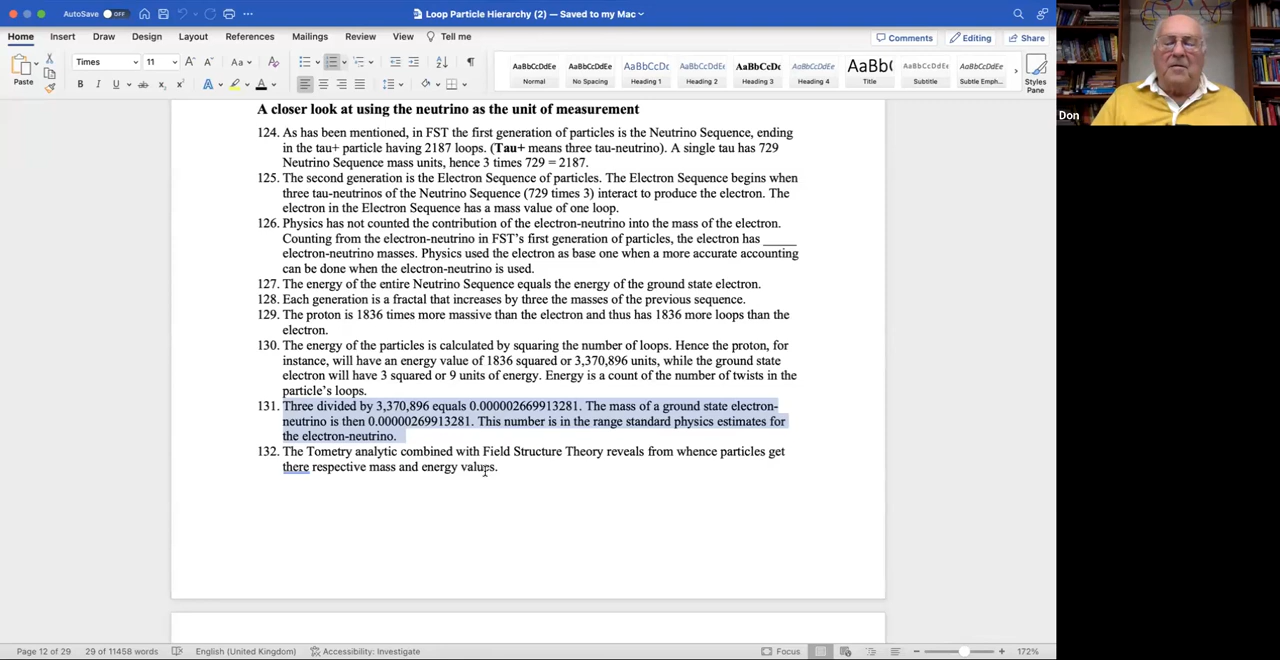 AutoSave OFF
Loop Particle Hierarchy (2) — Saved to my Mac
Home Insert Draw Design Layout References Mailings Review View Tell me
Comments Editing Share
Paste
Times 11
AaBbCcDdEe AaBbCcDdEe AaBbCcDc AaBbCcDdEe AaBbCcDc AaBbCcDdEe AaBb( AaBbCcDdEe AaBbCcDdEe
Normal No Spacing Heading 1 Heading 2 Heading 3 Heading 4 Title Subtitle Subtle Emph...
Styles
Pane
Don
A closer look at using the neutrino as the unit of measurement
124. As has been mentioned, in FST the first generation of particles is the Neutrino Sequence, ending
in the tau+ particle having 2187 loops. (Tau+ means three tau-neutrino). A single tau has 729
Neutrino Sequence mass units, hence 3 times 729 = 2187.
125. The second generation is the Electron Sequence of particles. The Electron Sequence begins when
three tau-neutrinos of the Neutrino Sequence (729 times 3) interact to produce the electron. The
electron in the Electron Sequence has a mass value of one loop.
126. Physics has not counted the contribution of the electron-neutrino into the mass of the electron.
Counting from the electron-neutrino in FST's first generation of particles, the electron has _____
electron-neutrino masses. Physics used the electron as base one when a more accurate accounting
can be done when the electron-neutrino is used.
127. The energy of the entire Neutrino Sequence equals the energy of the ground state electron.
128. Each generation is a fractal that increases by three the masses of the previous sequence.
129. The proton is 1836 times more massive than the electron and thus has 1836 more loops than the
electron.
130. The energy of the particles is calculated by squaring the number of loops. Hence the proton, for
instance, will have an energy value of 1836 squared or 3,370,896 units, while the ground state
electron will have 3 squared or 9 units of energy. Energy is a count of the number of twists in the
particle's loops.
131. Three divided by 3,370,896 equals 0.000002669913281. The mass of a ground state electron-
neutrino is then 0.00000269913281. This number is in the range standard physics estimates for
the electron-neutrino.
132. The Tometry analytic combined with Field Structure Theory reveals from whence particles get
there respective mass and energy values.
Page 12 of 29 29 of 11458 words English (United Kingdom) Accessibility: Investigate Focus 172%